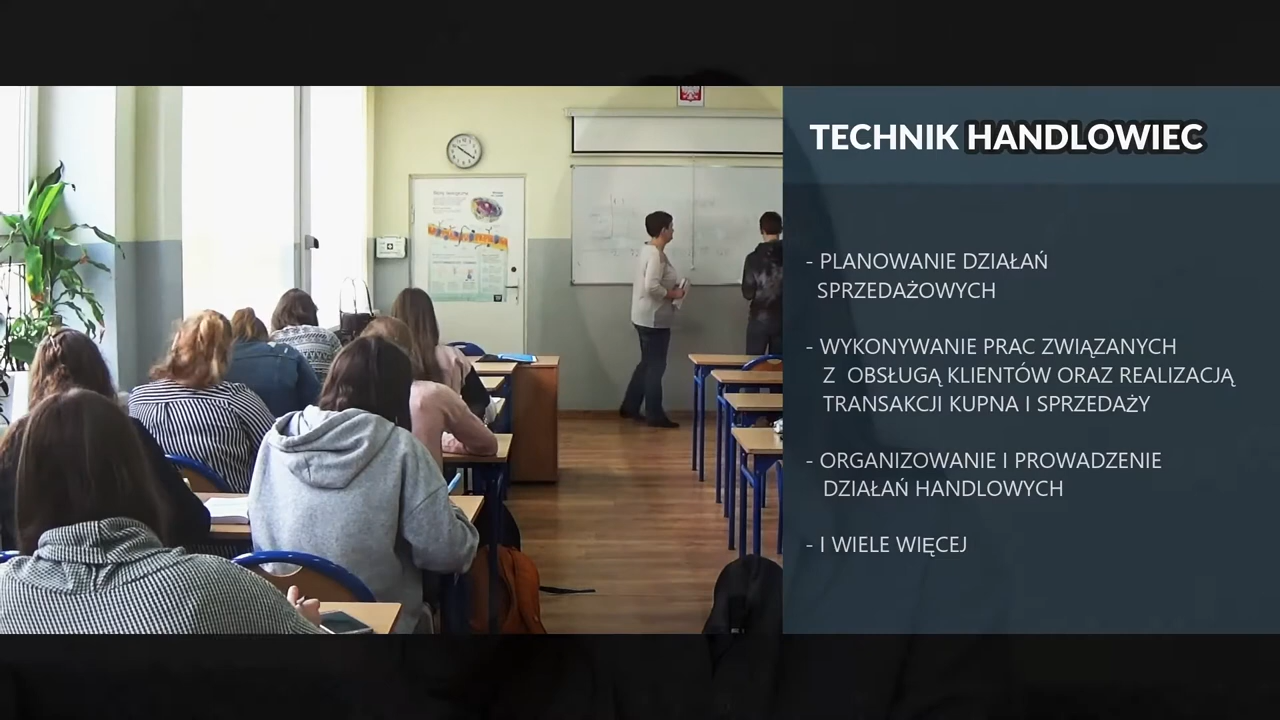 TECHNIK HANDLOWIEC
- PLANOWANIE DZIAŁAŃ
SPRZEDAŻOWYCH
- WYKONYWANIE PRAC ZWIĄZANYCH
Z OBSŁUGĄ KLIENTÓW ORAZ REALIZACJĄ
TRANSAKCJI KUPNA I SPRZEDAŻY
- ORGANIZOWANIE I PROWADZENIE
DZIAŁAŃ HANDLOWYCH
- I WIELE WIĘCEJ